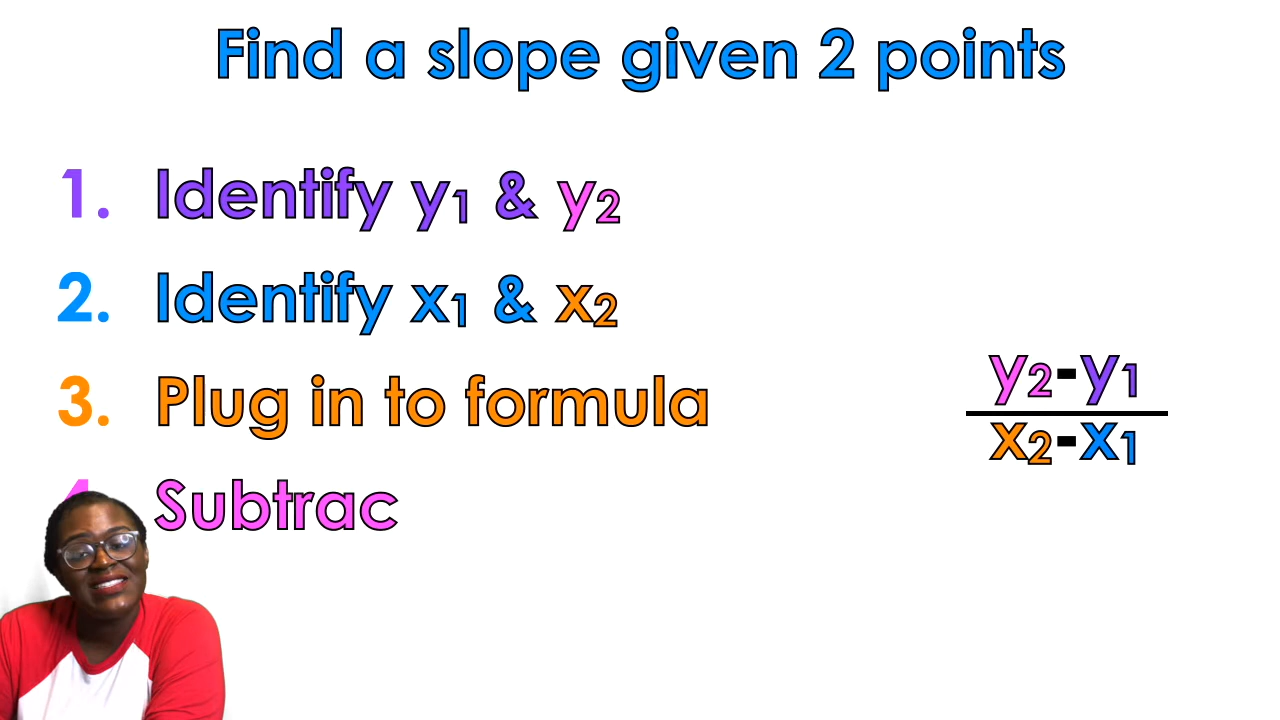 Find a slope given 2 points
1. Identify y₁ & y₂
2. Identify x₁ & x₂
3. Plug in to formula
y₂-y₁
x₂-x₁
4. Subtrac